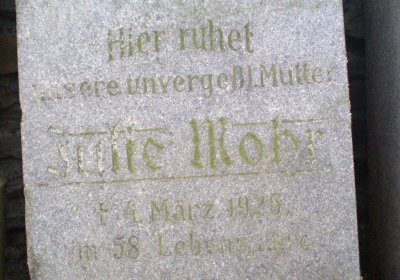 Hier ruhet
unsere unvergeßl. Mutter
Julie Mohr
† 4. März 1926.
im 58. Lebensjahre